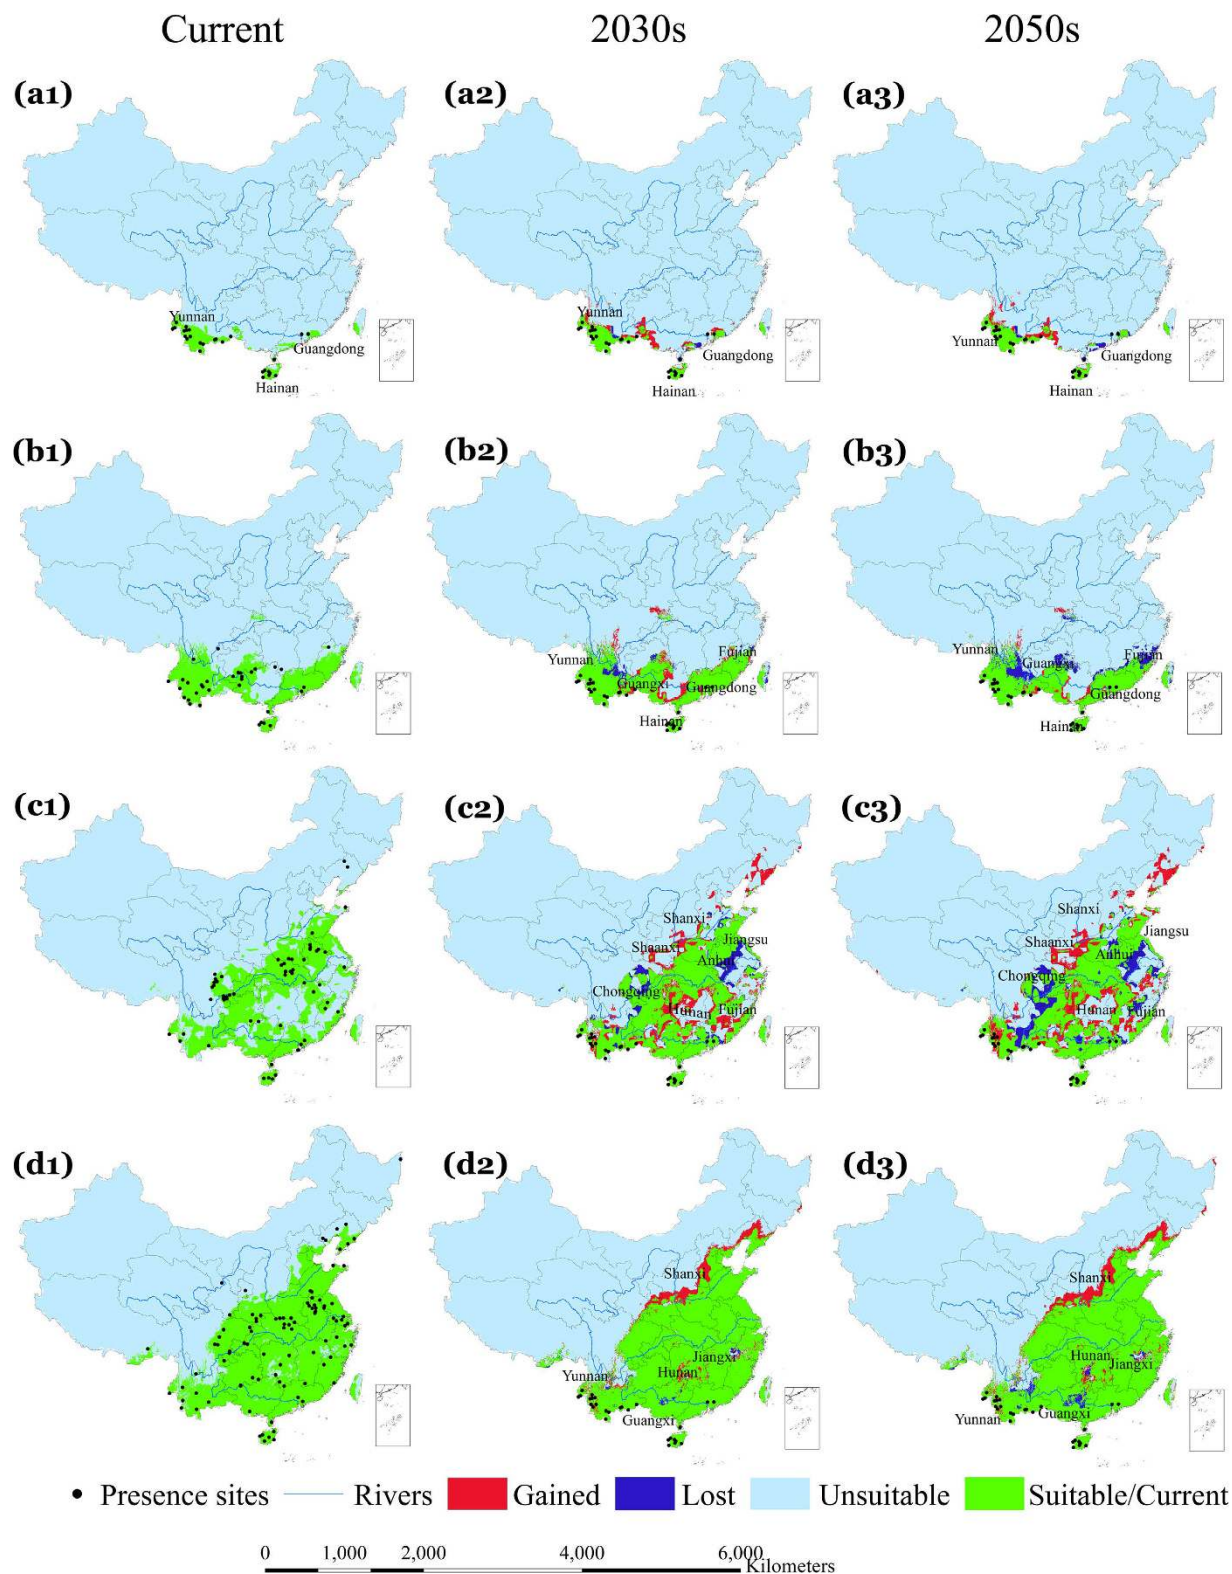 Current 2030s 2050s
(a1) (a2) (a3)
Yunnan Yunnan Yunnan
Guangdong Guangdong Guangdong
Hainan Hainan Hainan
(b1) (b2) (b3)
Yunnan Fujian Yunnan Guangxi Fujian
Guangxi Guangdong Guangdong
Hainan Hainan
(c1) (c2) (c3)
Shanxi Shanxi
Shaanxi Jiangsu Shaanxi Jiangsu
Anhui Anhui
Chongqing Chongqing
Hunan Fujian Hunan Fujian
(d1) (d2) (d3)
Shanxi Shanxi
Jiangxi Hunan Jiangxi
Yunnan Hunan
Guangxi Yunnan Guangxi
Presence sites Rivers Gained Lost Unsuitable Suitable/Current
0 1,000 2,000 4,000 6,000
Kilometers